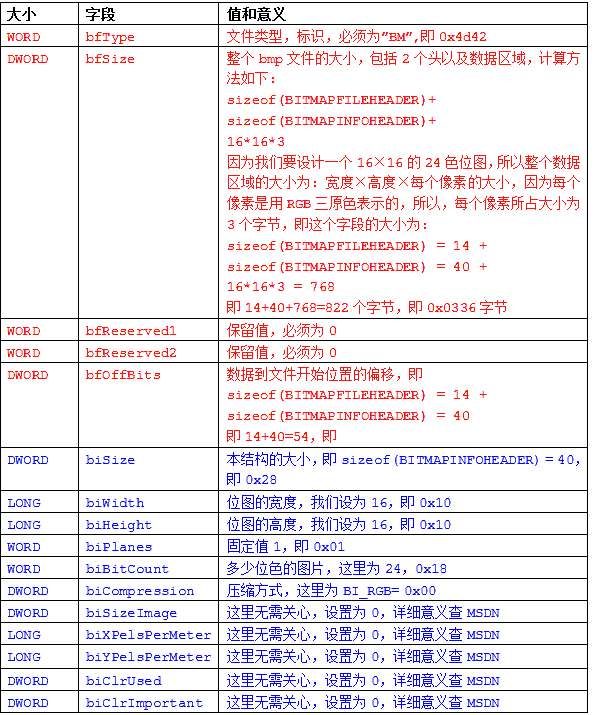 大小 字段 值和意义
WORD bfType 文件类型，标识，必须为”BM”,即 0x4d42
DWORD bfSize 整个 bmp 文件的大小，包括 2 个头以及数据区域，计算方
法如下：
sizeof(BITMAPFILEHEADER)+
sizeof(BITMAPINFOHEADER)+
16*16*3
因为我们要设计一个 16×16 的 24 色位图，所以整个数据
区域的大小为：宽度×高度×每个像素的大小，因为每个
像素是用 RGB 三原色表示的，所以，每个像素所占大小为
3 个字节，即这个字段的大小为：
sizeof(BITMAPFILEHEADER) = 14 +
sizeof(BITMAPINFOHEADER) = 40 +
16*16*3 = 768
即 14+40+768=822 个字节，即 0x0336 字节
WORD bfReserved1 保留值，必须为 0
WORD bfReserved2 保留值，必须为 0
DWORD bfOffBits 数据到文件开始位置的偏移，即
sizeof(BITMAPFILEHEADER) = 14 +
sizeof(BITMAPINFOHEADER) = 40
即 14+40=54，即
DWORD biSize 本结构的大小，即 sizeof(BITMAPINFOHEADER) = 40，
即 0x28
LONG biWidth 位图的宽度，我们设为 16，即 0x10
LONG biHeight 位图的高度，我们设为 16，即 0x10
WORD biPlanes 固定值 1，即 0x01
WORD biBitCount 多少位色的图片，这里为 24，0x18
DWORD biCompression 压缩方式，这里为 BI_RGB= 0x00
DWORD biSizeImage 这里无需关心，设置为 0，详细意义查 MSDN
LONG biXPelsPerMeter 这里无需关心，设置为 0，详细意义查 MSDN
LONG biYPelsPerMeter 这里无需关心，设置为 0，详细意义查 MSDN
DWORD biClrUsed 这里无需关心，设置为 0，详细意义查 MSDN
DWORD biClrImportant 这里无需关心，设置为 0，详细意义查 MSDN